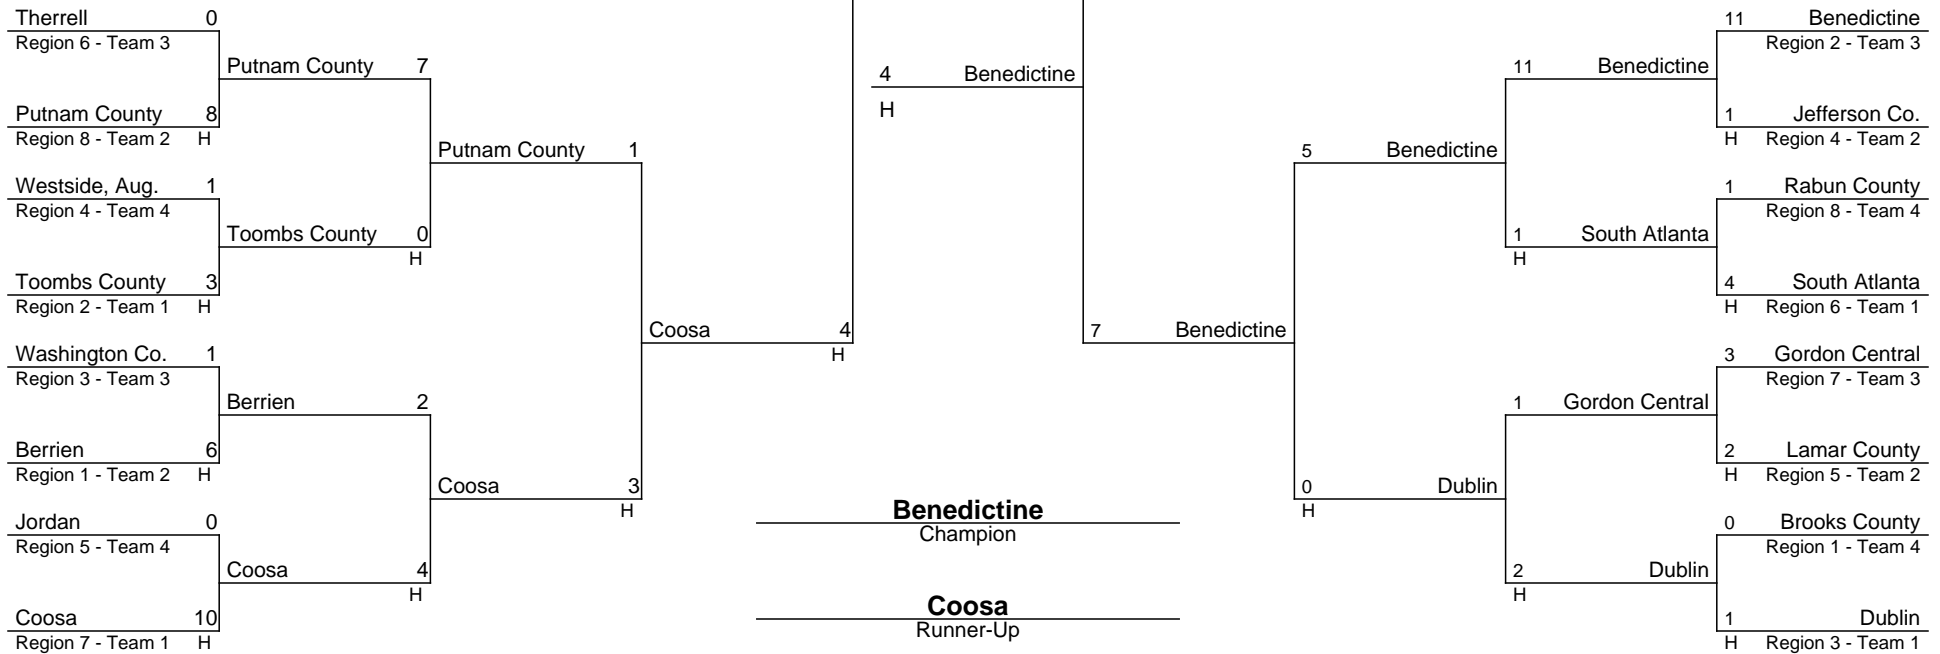 Therrell 0
Region 6 - Team 3
Putnam County 8
Region 8 - Team 2 H
Westside, Aug. 1
Region 4 - Team 4
Toombs County 3
Region 2 - Team 1 H
Washington Co. 1
Region 3 - Team 3
Berrien 6
Region 1 - Team 2 H
Jordan 0
Region 5 - Team 4
Coosa 10
Region 7 - Team 1 H
Putnam County 7
Toombs County 0
H
Berrien 2
Coosa 4
H
Putnam County 1
Coosa 3
H
Coosa 4
H
4 Benedictine
H
Benedictine
Champion
Coosa
Runner-Up
7 Benedictine
5 Benedictine
0 Dublin
H
11 Benedictine
1 South Atlanta
H
1 Gordon Central
2 Dublin
H
11 Benedictine
Region 2 - Team 3
1 Jefferson Co.
H Region 4 - Team 2
1 Rabun County
Region 8 - Team 4
4 South Atlanta
H Region 6 - Team 1
3 Gordon Central
Region 7 - Team 3
2 Lamar County
H Region 5 - Team 2
0 Brooks County
Region 1 - Team 4
1 Dublin
H Region 3 - Team 1